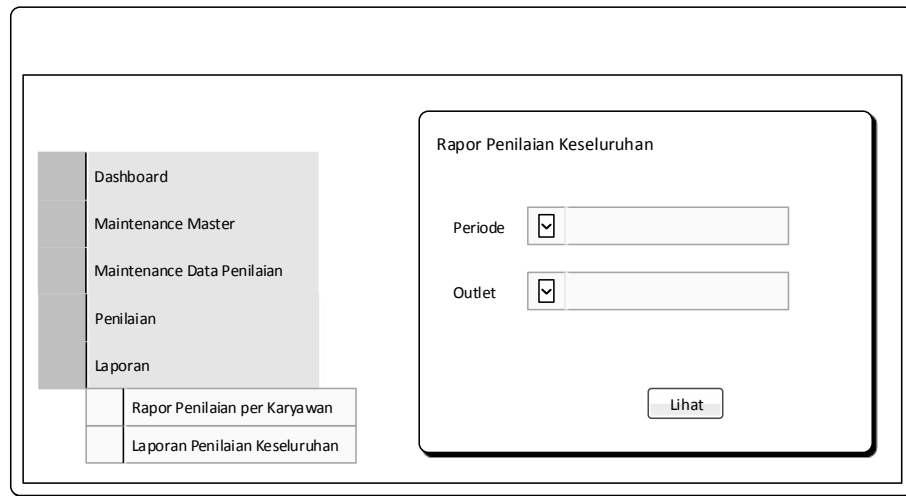 Dashboard
Maintenance Master
Maintenance Data Penilaian
Penilaian
Laporan
Rapor Penilaian per Karyawan
Laporan Penilaian Keseluruhan
Rapor Penilaian Keseluruhan
Periode
Outlet
Lihat